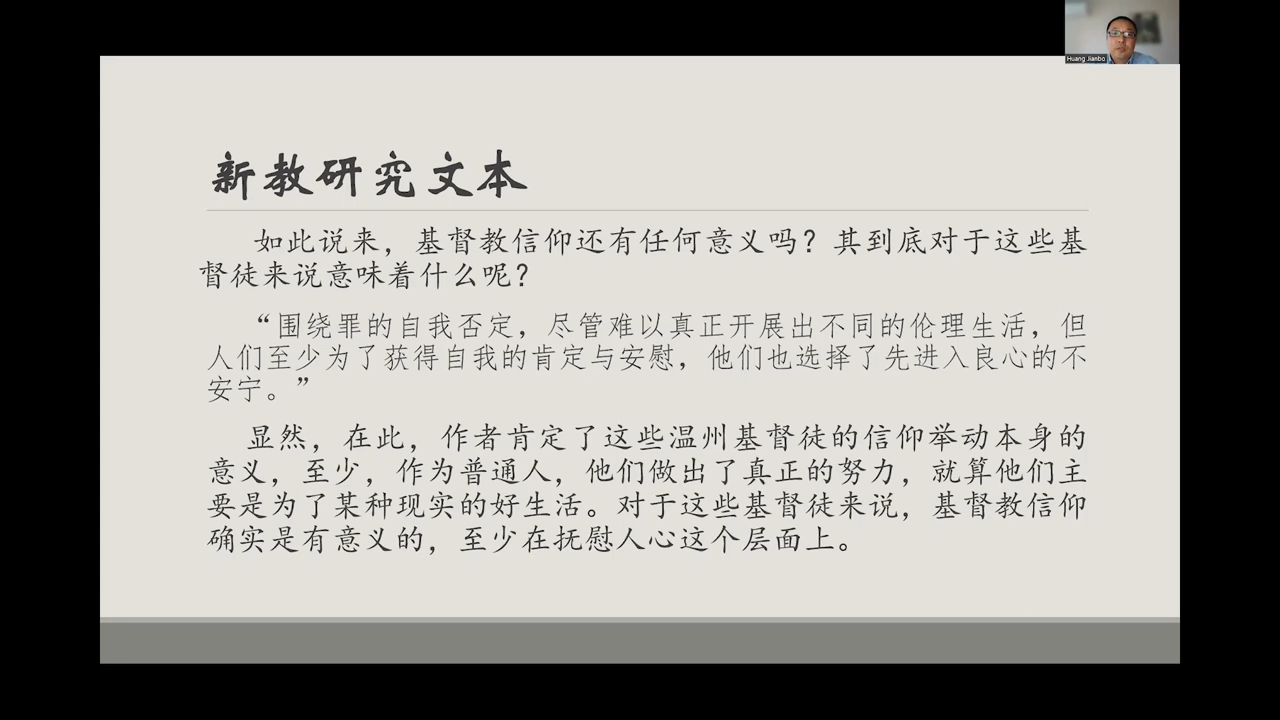 Huang Jianbo
新教研究文本
如此说来，基督教信仰还有任何意义吗？其到底对于这些基
督徒来说意味着什么呢？
“围绕罪的自我否定，尽管难以真正开展出不同的伦理生活，但
人们至少为了获得自我的肯定与安慰，他们也选择了先进入良心的不
安宁。”
显然，在此，作者肯定了这些温州基督徒的信仰举动本身的
意义，至少，作为普通人，他们做出了真正的努力，就算他们主
要是为了某种现实的好生活。对于这些基督徒来说，基督教信仰
确实是有意义的，至少在抚慰人心这个层面上。